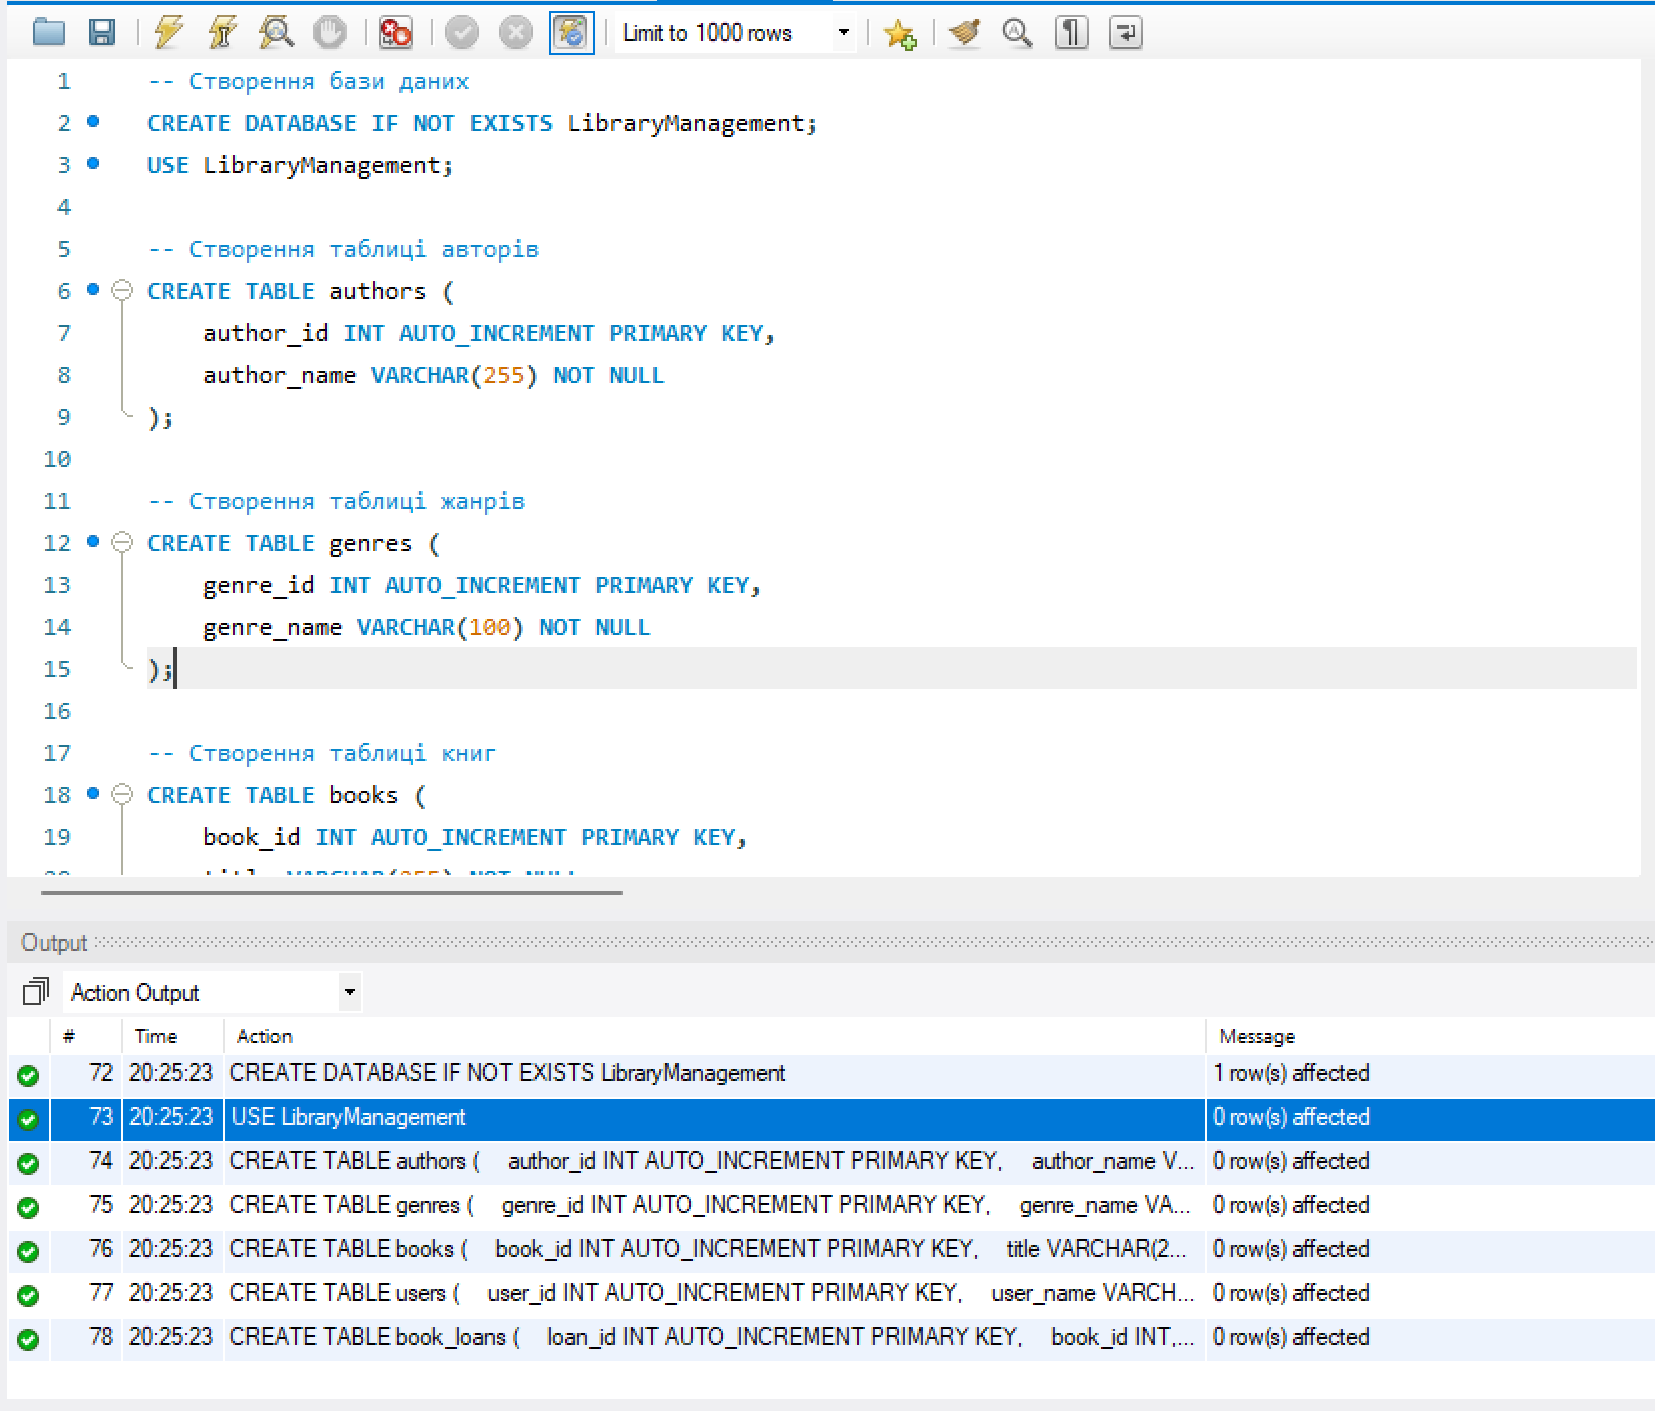 Limit to 1000 rows
1 -- Створення бази даних
2 CREATE DATABASE IF NOT EXISTS LibraryManagement;
3 USE LibraryManagement;
4
5 -- Створення таблиці авторів
6 CREATE TABLE authors (
7 author_id INT AUTO_INCREMENT PRIMARY KEY,
8 author_name VARCHAR(255) NOT NULL
9 );
10
11 -- Створення таблиці жанрів
12 CREATE TABLE genres (
13 genre_id INT AUTO_INCREMENT PRIMARY KEY,
14 genre_name VARCHAR(100) NOT NULL
15 );
16
17 -- Створення таблиці книг
18 CREATE TABLE books (
19 book_id INT AUTO_INCREMENT PRIMARY KEY,
Output
Action Output
# Time Action Message
72 20:25:23 CREATE DATABASE IF NOT EXISTS LibraryManagement 1 row(s) affected
73 20:25:23 USE LibraryManagement 0 row(s) affected
74 20:25:23 CREATE TABLE authors ( author_id INT AUTO_INCREMENT PRIMARY KEY, author_name V... 0 row(s) affected
75 20:25:23 CREATE TABLE genres ( genre_id INT AUTO_INCREMENT PRIMARY KEY, genre_name VA... 0 row(s) affected
76 20:25:23 CREATE TABLE books ( book_id INT AUTO_INCREMENT PRIMARY KEY, title VARCHAR(2... 0 row(s) affected
77 20:25:23 CREATE TABLE users ( user_id INT AUTO_INCREMENT PRIMARY KEY, user_name VARCH... 0 row(s) affected
78 20:25:23 CREATE TABLE book_loans ( loan_id INT AUTO_INCREMENT PRIMARY KEY, book_id INT,... 0 row(s) affected